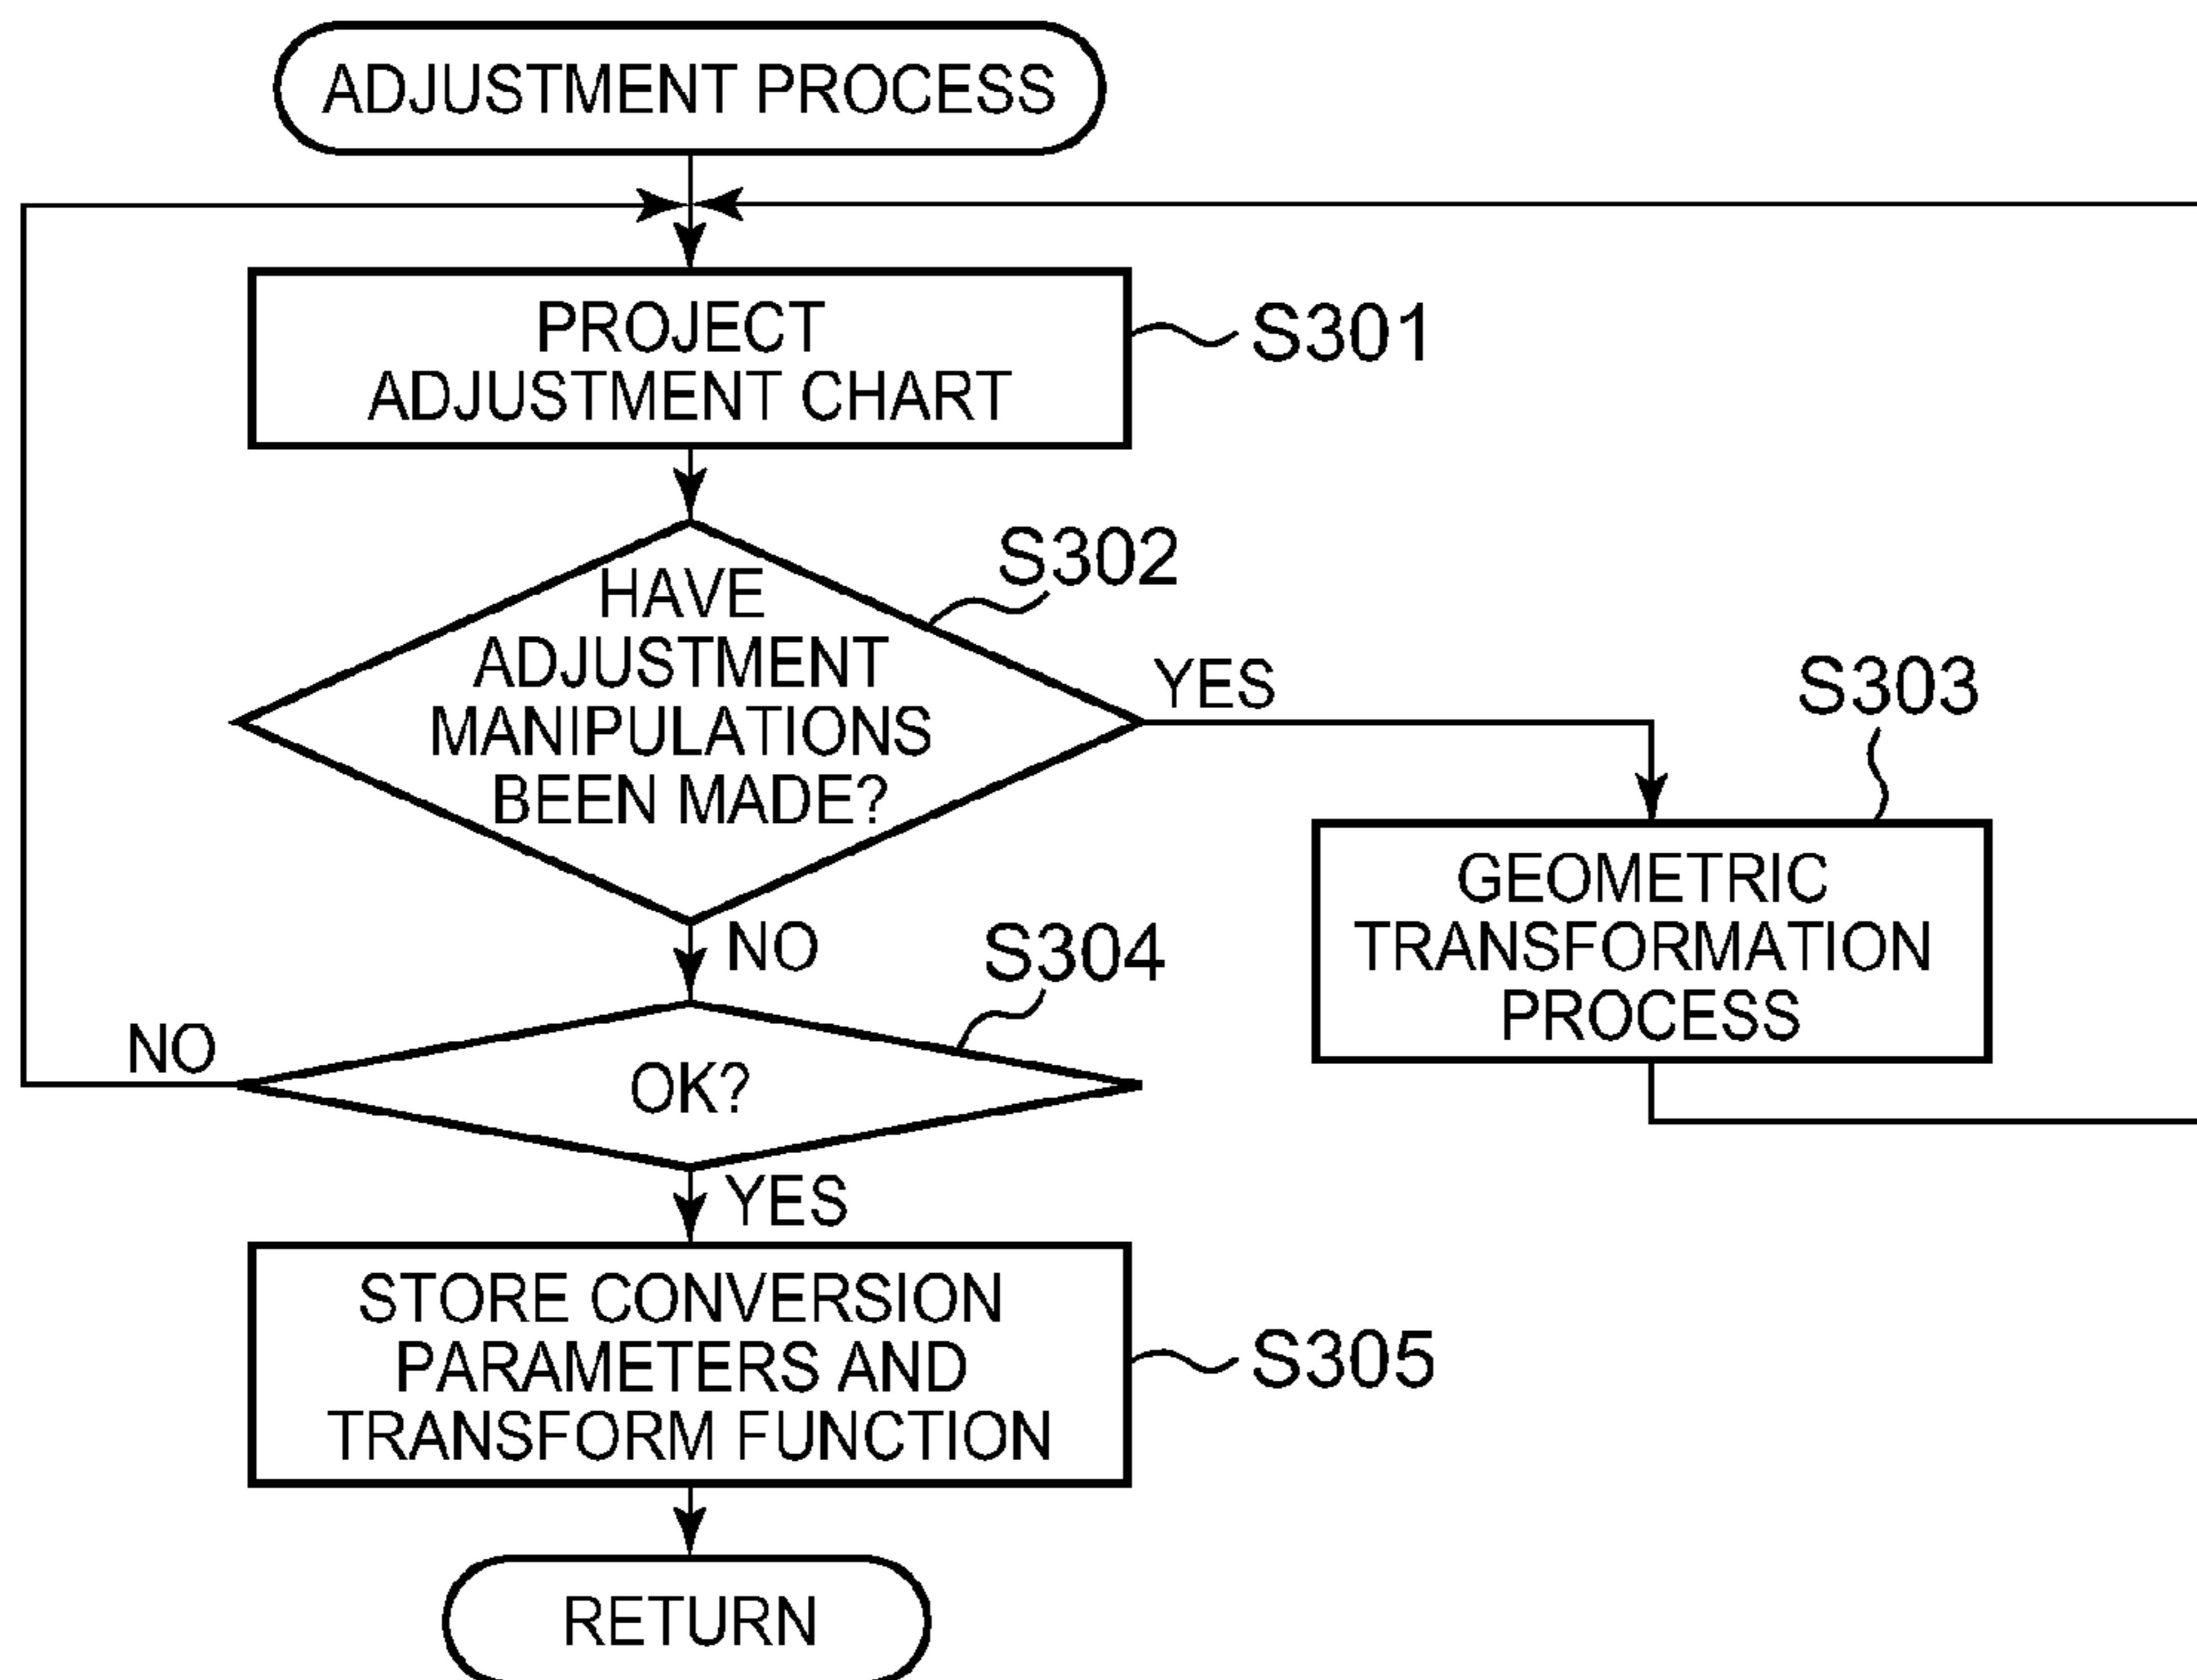 ADJUSTMENT PROCESS
PROJECT
ADJUSTMENT CHART
S301
HAVE
ADJUSTMENT
MANIPULATIONS
BEEN MADE?
S302
YES
S303
GEOMETRIC
TRANSFORMATION
PROCESS
NO
S304
NO
OK?
YES
STORE CONVERSION
PARAMETERS AND
TRANSFORM FUNCTION
S305
RETURN